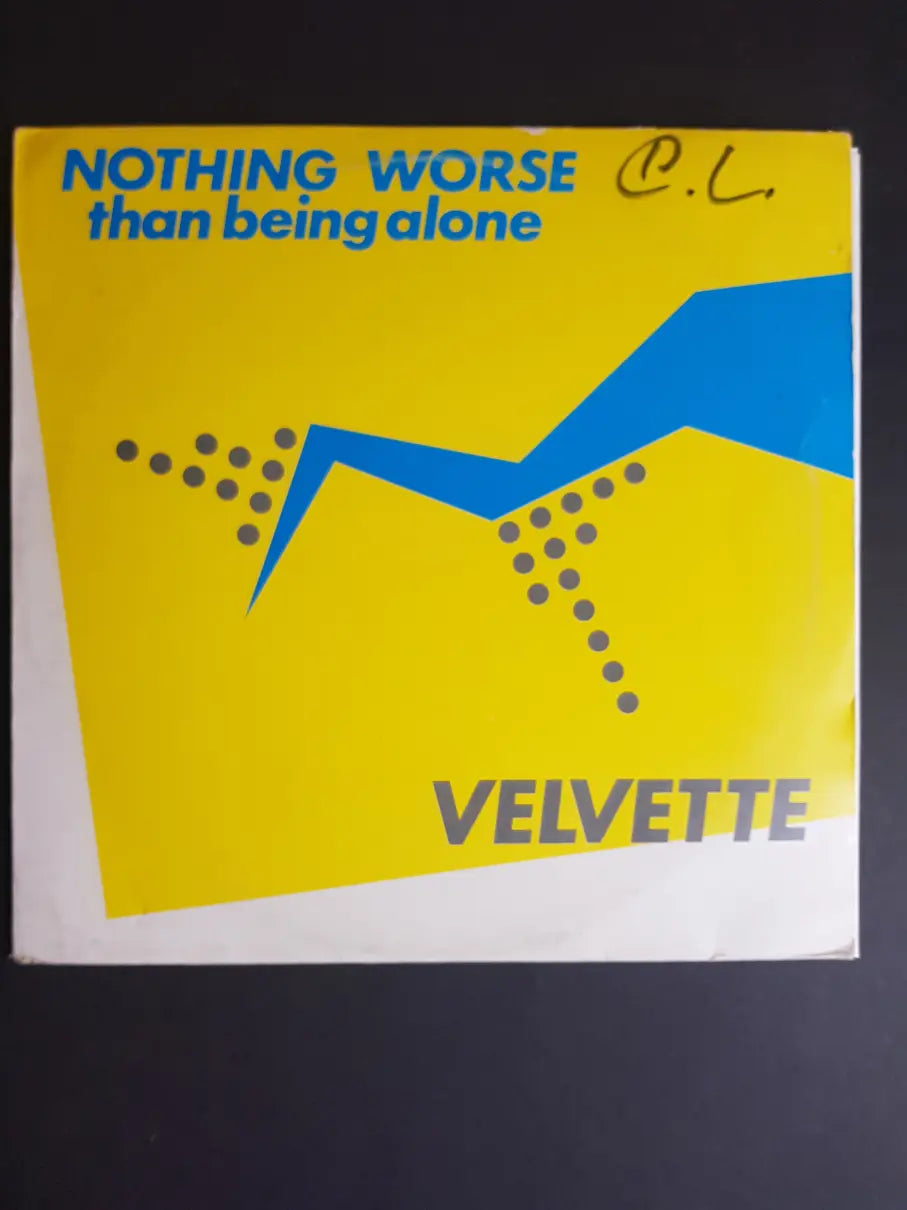 NOTHING WORSE
than being alone
C.L.
VELVETTE